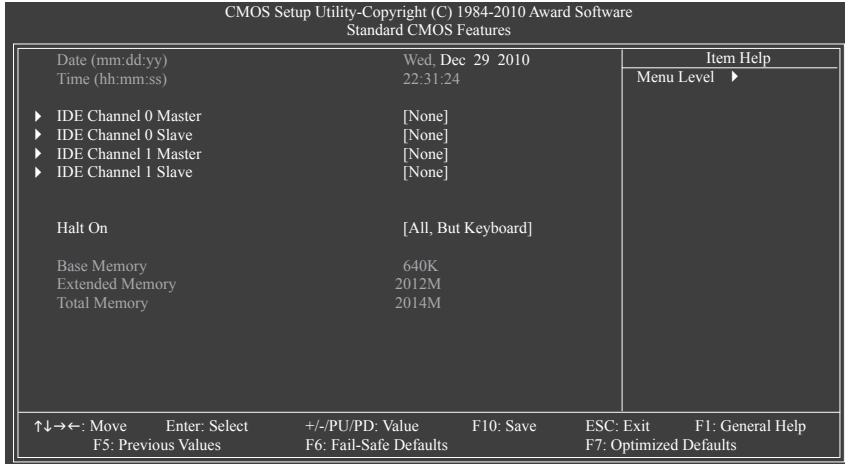 CMOS Setup Utility-Copyright (C) 1984-2010 Award Software
Standard CMOS Features
Date (mm:dd:yy) Wed, Dec 29 2010
Time (hh:mm:ss) 22:31:24
IDE Channel 0 Master [None]
IDE Channel 0 Slave [None]
IDE Channel 1 Master [None]
IDE Channel 1 Slave [None]
Halt On [All, But Keyboard]
Base Memory 640K
Extended Memory 2012M
Total Memory 2014M
Item Help
Menu Level ▶
↑↓→←: Move Enter: Select +/-/PU/PD: Value F10: Save ESC: Exit F1: General Help
F5: Previous Values F6: Fail-Safe Defaults F7: Optimized Defaults